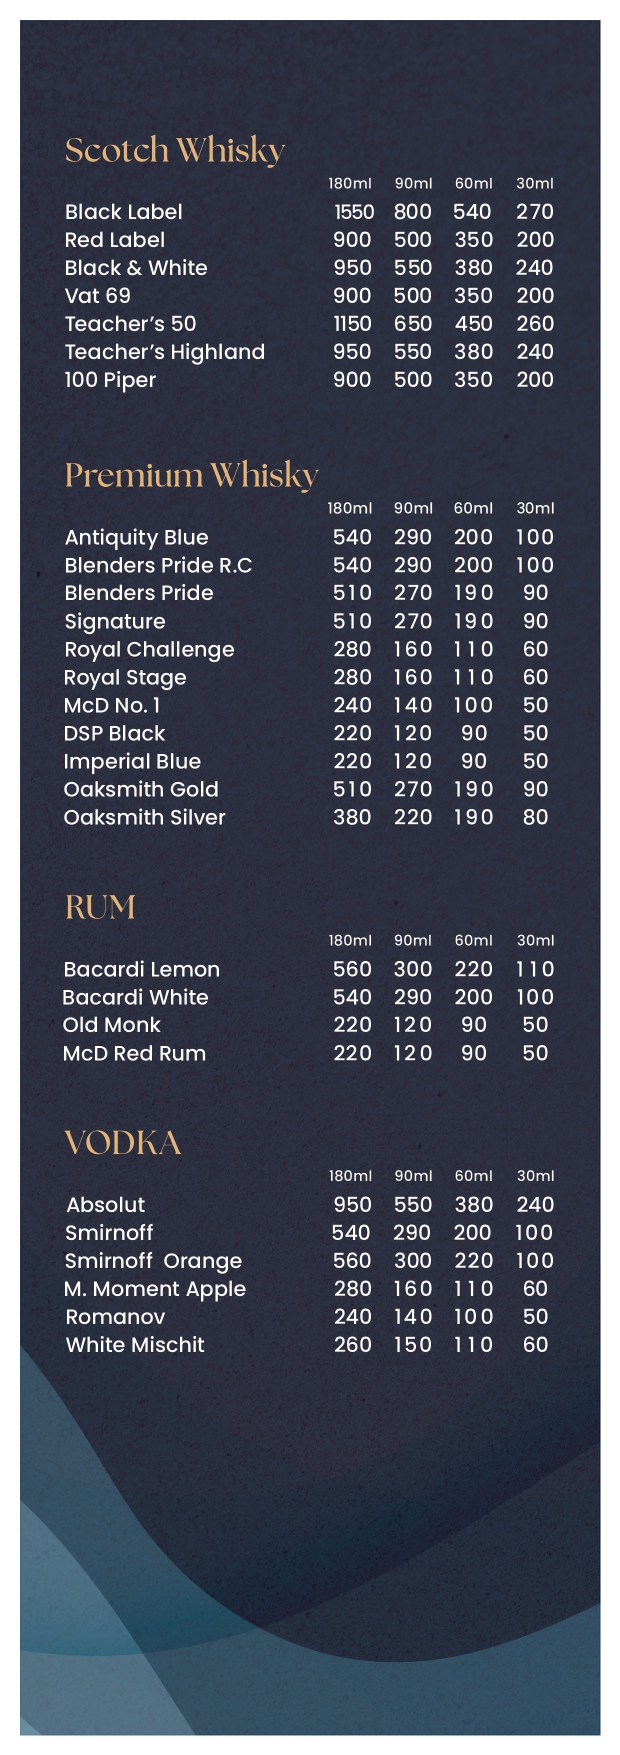 Scotch Whisky
180ml 90ml 60ml 30ml
Black Label 1550 800 540 270
Red Label 900 500 350 200
Black & White 950 550 380 240
Vat 69 900 500 350 200
Teacher’s 50 1150 650 450 260
Teacher’s Highland 950 550 380 240
100 Piper 900 500 350 200
Premium Whisky
180ml 90ml 60ml 30ml
Antiquity Blue 540 290 200 100
Blenders Pride R.C 540 290 200 100
Blenders Pride 510 270 190 90
Signature 510 270 190 90
Royal Challenge 280 160 110 60
Royal Stage 280 160 110 60
McD No. 1 240 140 100 50
DSP Black 220 120 90 50
Imperial Blue 220 120 90 50
Oaksmith Gold 510 270 190 90
Oaksmith Silver 380 220 190 80
RUM
180ml 90ml 60ml 30ml
Bacardi Lemon 560 300 220 110
Bacardi White 540 290 200 100
Old Monk 220 120 90 50
McD Red Rum 220 120 90 50
VODKA
180ml 90ml 60ml 30ml
Absolut 950 550 380 240
Smirnoff 540 290 200 100
Smirnoff Orange 560 300 220 100
M. Moment Apple 280 160 110 60
Romanov 240 140 100 50
White Mischit 260 150 110 60